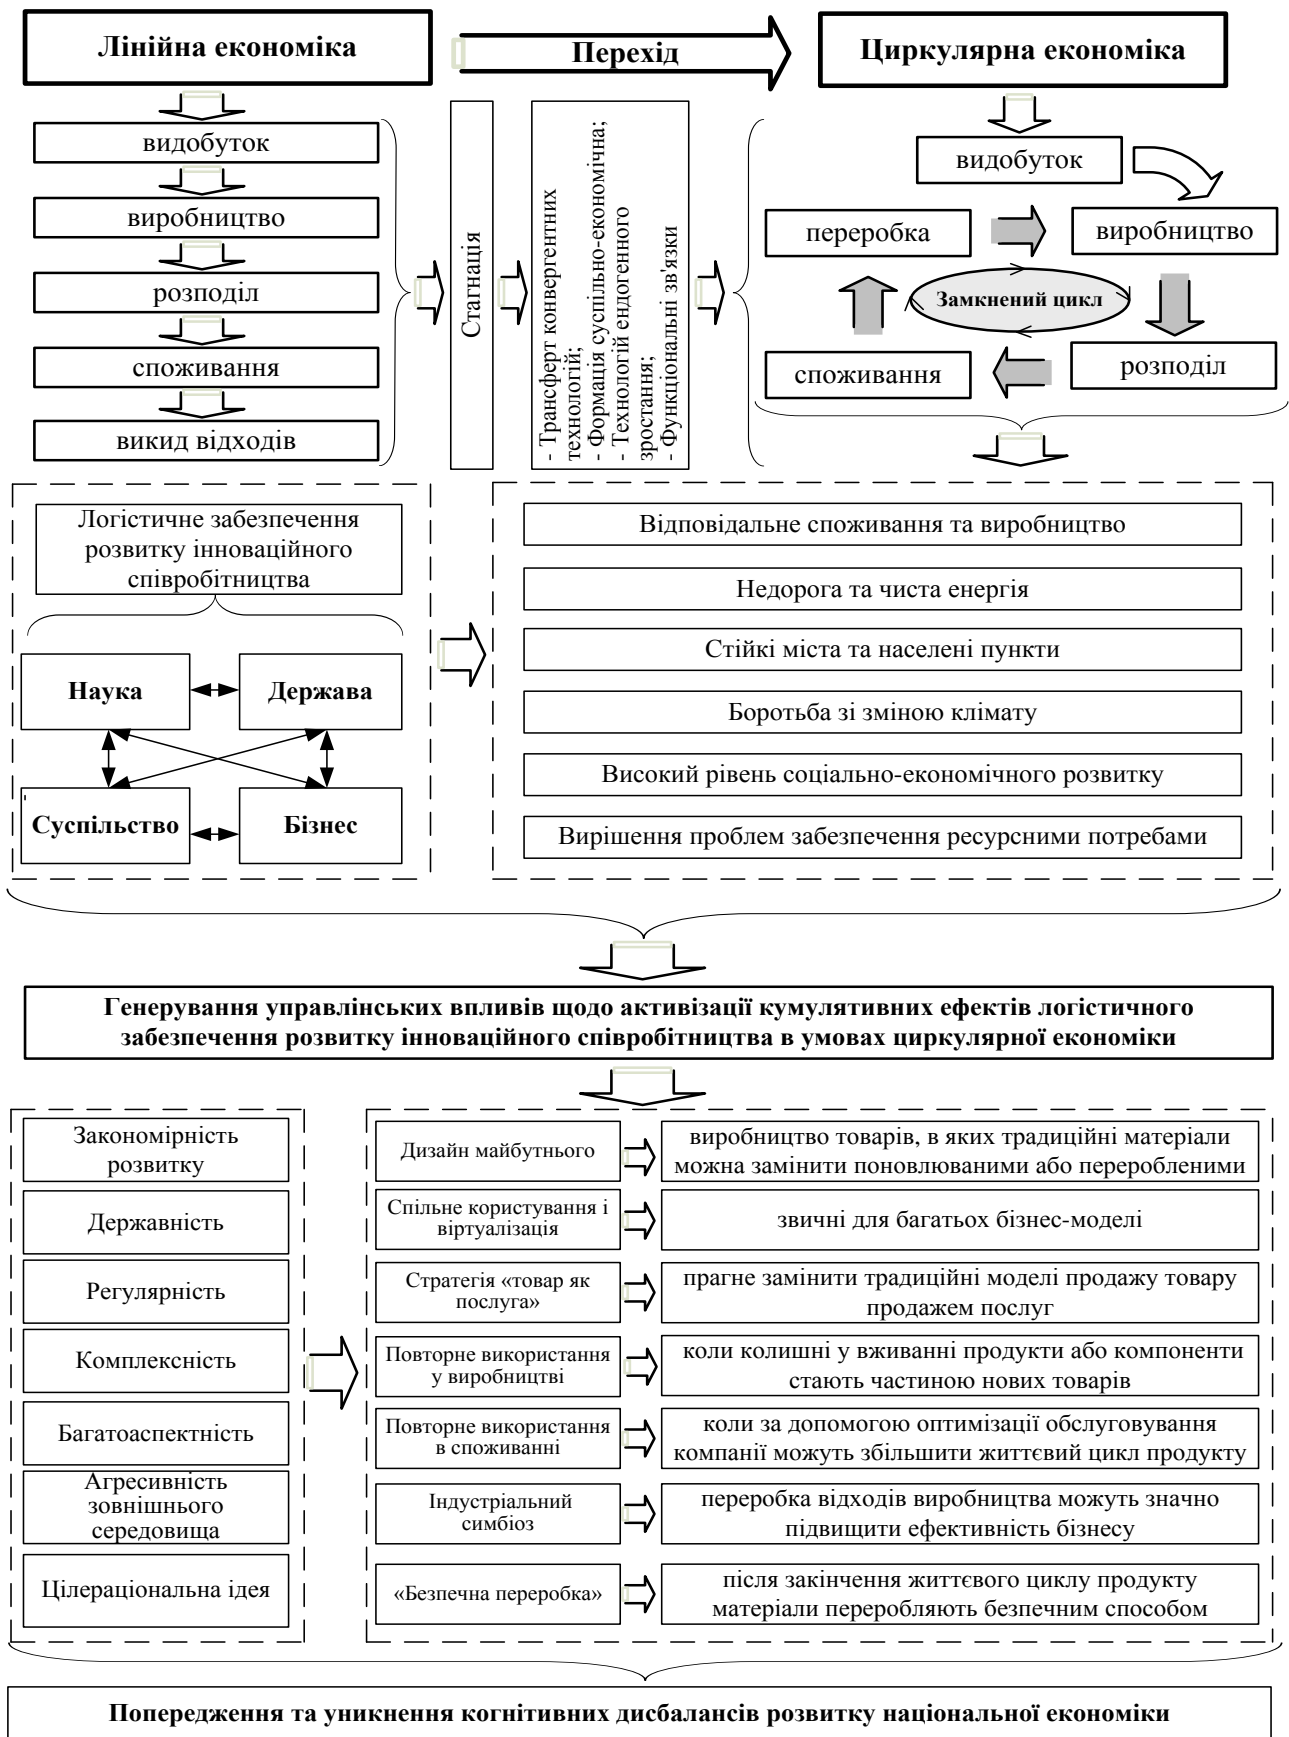 Лінійна економіка
Перехід
Циркулярна економіка
видобуток
виробництво
розподіл
споживання
викид відходів
Стагнація
- Трансферт конвергентних
технологій;
- Формація суспільно-економічна;
- Технологій ендогенного
зростання;
- Функціональні зв'язки
видобуток
переробка
виробництво
Замкнений цикл
споживання
розподіл
Логістичне забезпечення
розвитку інноваційного
співробітництва
Наука
Держава
Суспільство
Бізнес
Відповідальне споживання та виробництво
Недорога та чиста енергія
Стійкі міста та населені пункти
Боротьба зі зміною клімату
Високий рівень соціально-економічного розвитку
Вирішення проблем забезпечення ресурсними потребами
Генерування управлінських впливів щодо активізації кумулятивних ефектів логістичного
забезпечення розвитку інноваційного співробітництва в умовах циркулярної економіки
Закономірність
розвитку
Державність
Регулярність
Комплексність
Багатоаспектність
Агресивність
зовнішнього
середовища
Цілераціональна ідея
Дизайн майбутнього
виробництво товарів, в яких традиційні матеріали
можна замінити поновлюваними або переробленими
Спільне користування і
віртуалізація
звичні для багатьох бізнес-моделі
Стратегія «товар як
послуга»
прагне замінити традиційні моделі продажу товару
продажем послуг
Повторне використання
у виробництві
коли колишні у вживанні продукти або компоненти
стають частиною нових товарів
Повторне використання
в споживанні
коли за допомогою оптимізації обслуговування
компанії можуть збільшити життєвий цикл продукту
Індустріальний
симбіоз
переробка відходів виробництва можуть значно
підвищити ефективність бізнесу
«Безпечна переробка»
після закінчення життєвого циклу продукту
матеріали переробляють безпечним способом
Попередження та уникнення когнітивних дисбалансів розвитку національної економіки